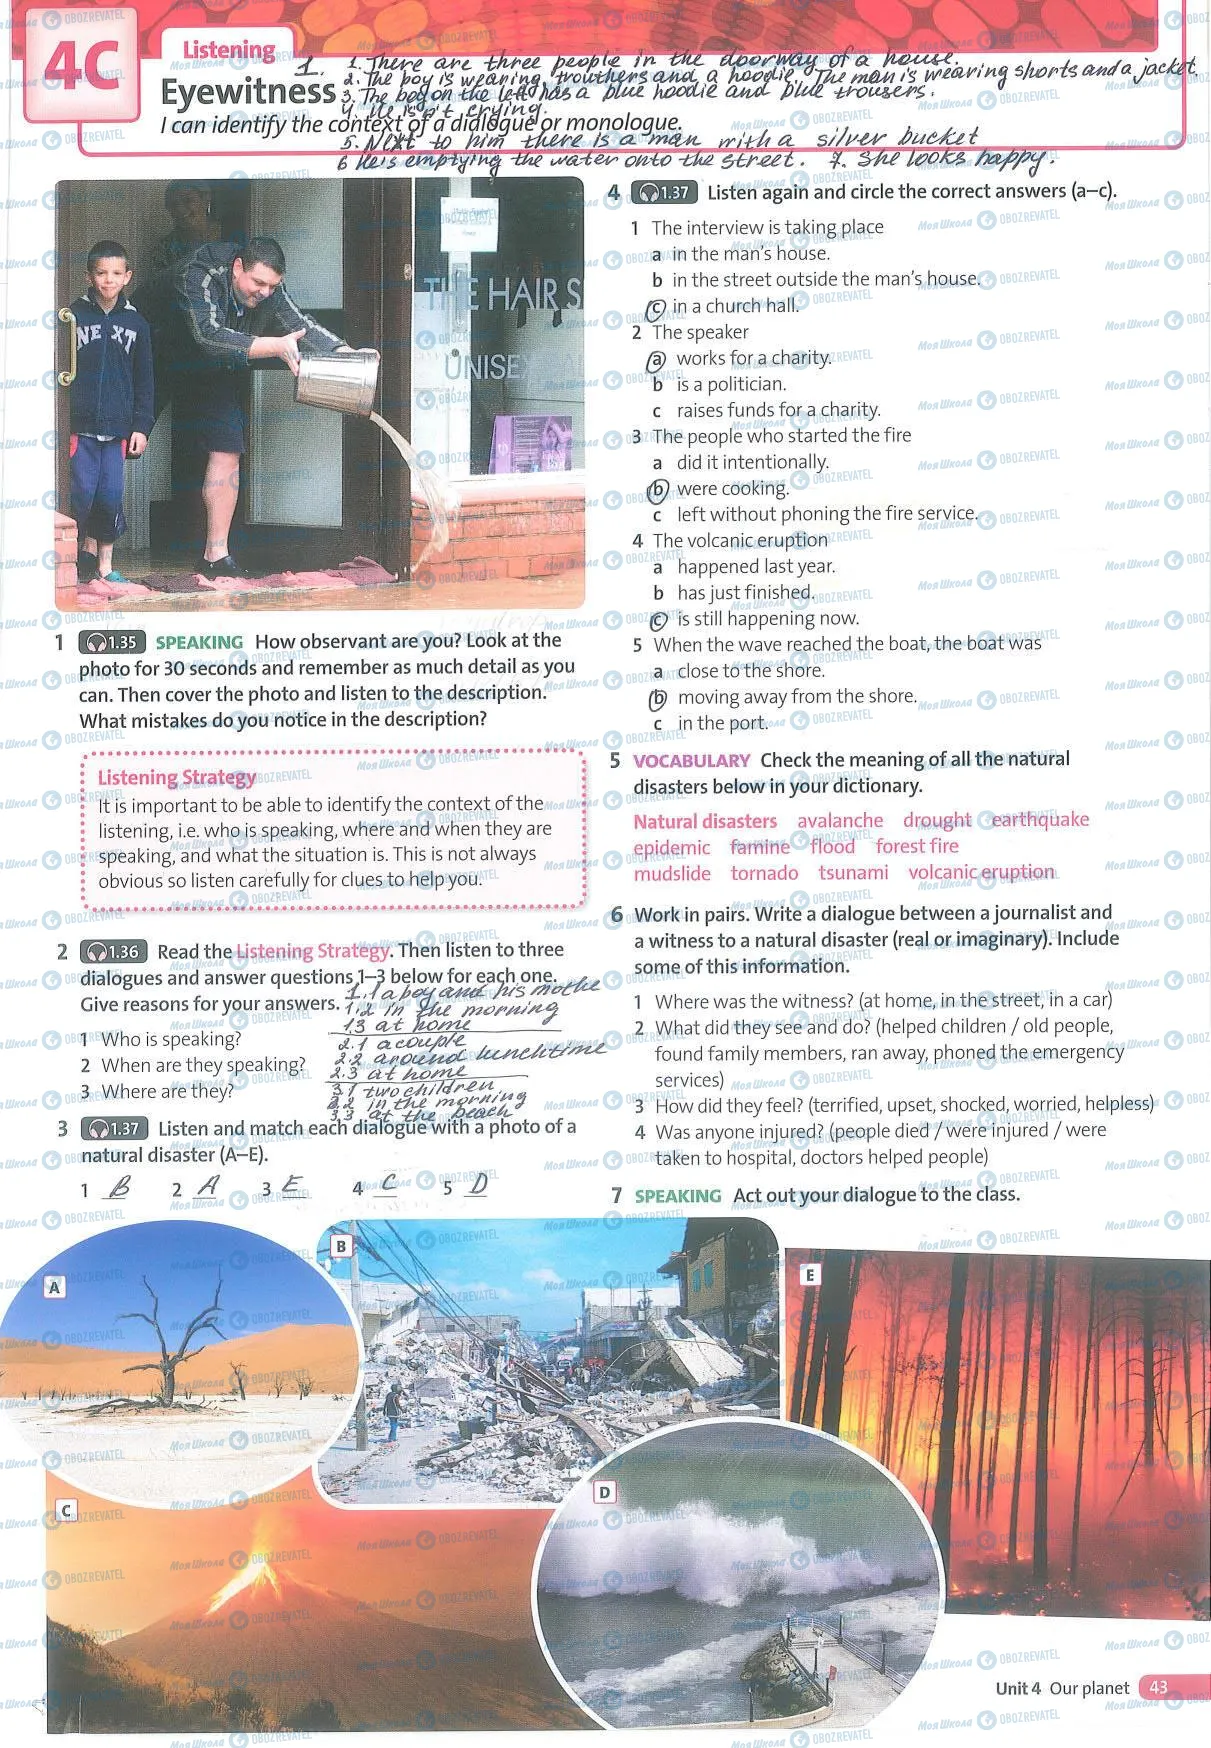 4C
Listening
Eyewitness
I can identify the context of a dialogue or monologue.
1. 1. There are three people in the doorway of a house.
2. The boy is wearing trouthers and a hoodie. The man is wearing shorts and a jacket.
3. The boy on the left has a blue hoodie and blue trousers.
4. He isn't crying.
5. Next to him there is a man with a silver bucket
6 He is emptying the water onto the street. 7. She looks happy.
NEXT
THE HAIRS
UNISE
1 1.35 SPEAKING How observant are you? Look at the
photo for 30 seconds and remember as much detail as you
can. Then cover the photo and listen to the description.
What mistakes do you notice in the description?
Listening Strategy
It is important to be able to identify the context of the
listening, i.e. who is speaking, where and when they are
speaking, and what the situation is. This is not always
obvious so listen carefully for clues to help you.
2 1.36 Read the Listening Strategy. Then listen to three
dialogues and answer questions 1–3 below for each one.
Give reasons for your answers.
1 Who is speaking?
2 When are they speaking?
3 Where are they?
1.1 a boy and his mothe
1.2 in the morning
1.3 at home
2.1 a couple
2.2 around lunchtime
2.3 at home
3.1 two children
3.2 in the morning
3.3 at the beach
3 1.37 Listen and match each dialogue with a photo of a
natural disaster (A–E).
1 B 2 A 3 E 4 C 5 D
4 1.37 Listen again and circle the correct answers (a–c).
1 The interview is taking place
a in the man's house.
b in the street outside the man's house.
c in a church hall.
2 The speaker
a works for a charity.
b is a politician.
c raises funds for a charity.
3 The people who started the fire
a did it intentionally.
b were cooking.
c left without phoning the fire service.
4 The volcanic eruption
a happened last year.
b has just finished.
c is still happening now.
5 When the wave reached the boat, the boat was
a close to the shore.
b moving away from the shore.
c in the port.
5 VOCABULARY Check the meaning of all the natural
disasters below in your dictionary.
Natural disasters avalanche drought earthquake
epidemic famine flood forest fire
mudslide tornado tsunami volcanic eruption
6 Work in pairs. Write a dialogue between a journalist and
a witness to a natural disaster (real or imaginary). Include
some of this information.
1 Where was the witness? (at home, in the street, in a car)
2 What did they see and do? (helped children / old people,
found family members, ran away, phoned the emergency
services)
3 How did they feel? (terrified, upset, shocked, worried, helpless)
4 Was anyone injured? (people died / were injured / were
taken to hospital, doctors helped people)
7 SPEAKING Act out your dialogue to the class.
A
B
E
C
D
Unit 4 Our planet 43
Моя Школа OBOZREVATEL